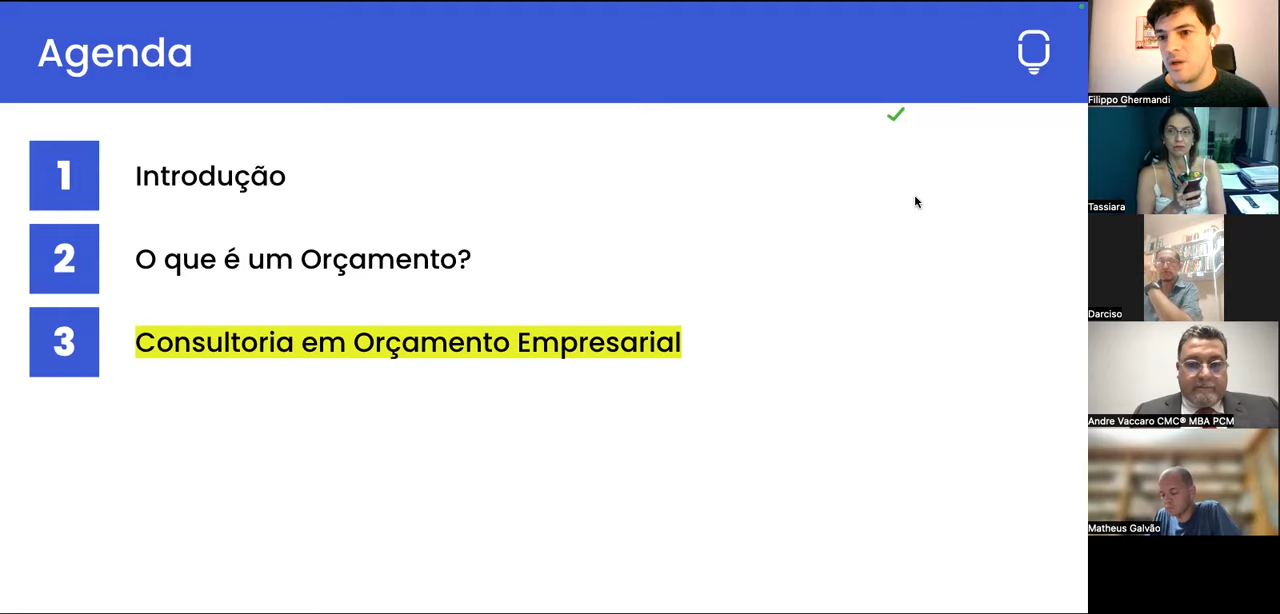 Agenda
1
Introdução
2
O que é um Orçamento?
3
Consultoria em Orçamento Empresarial
Filippo Ghermandi
Tassiara
Darciso
Andre Vaccaro CMC® MBA PCM
Matheus Galvão